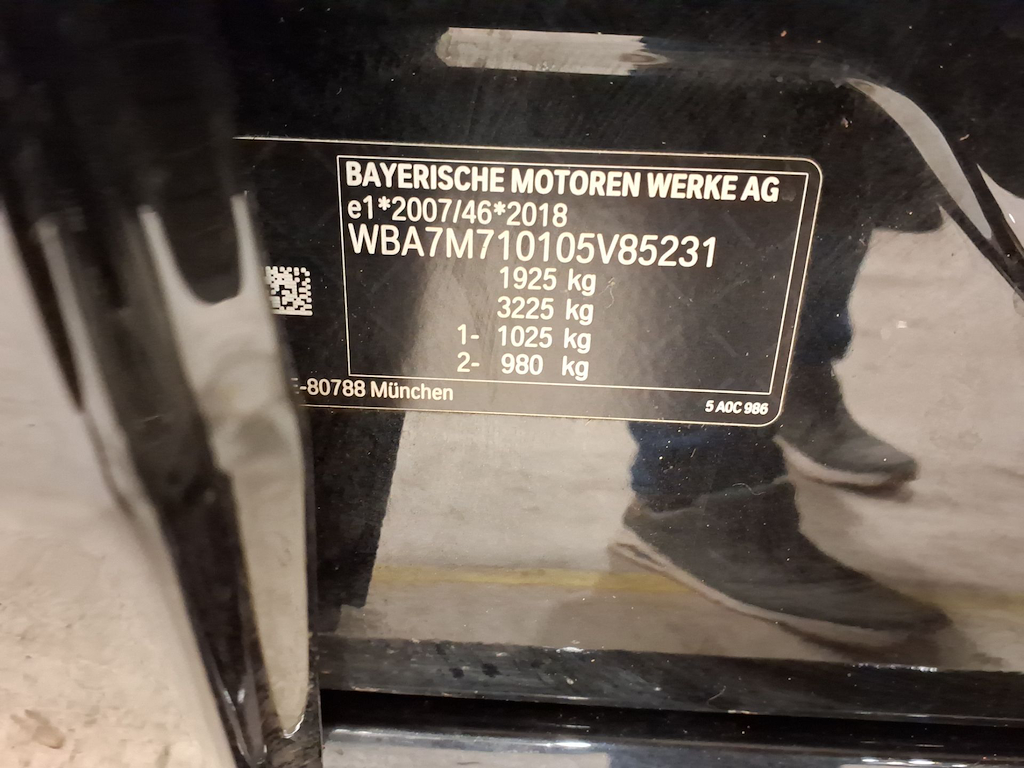 BAYERISCHE MOTOREN WERKE AG
e1*2007/46*2018
WBA7M710105V85231
1925 kg
3225 kg
1- 1025 kg
2- 980 kg
-80788 München
5 A0C 986